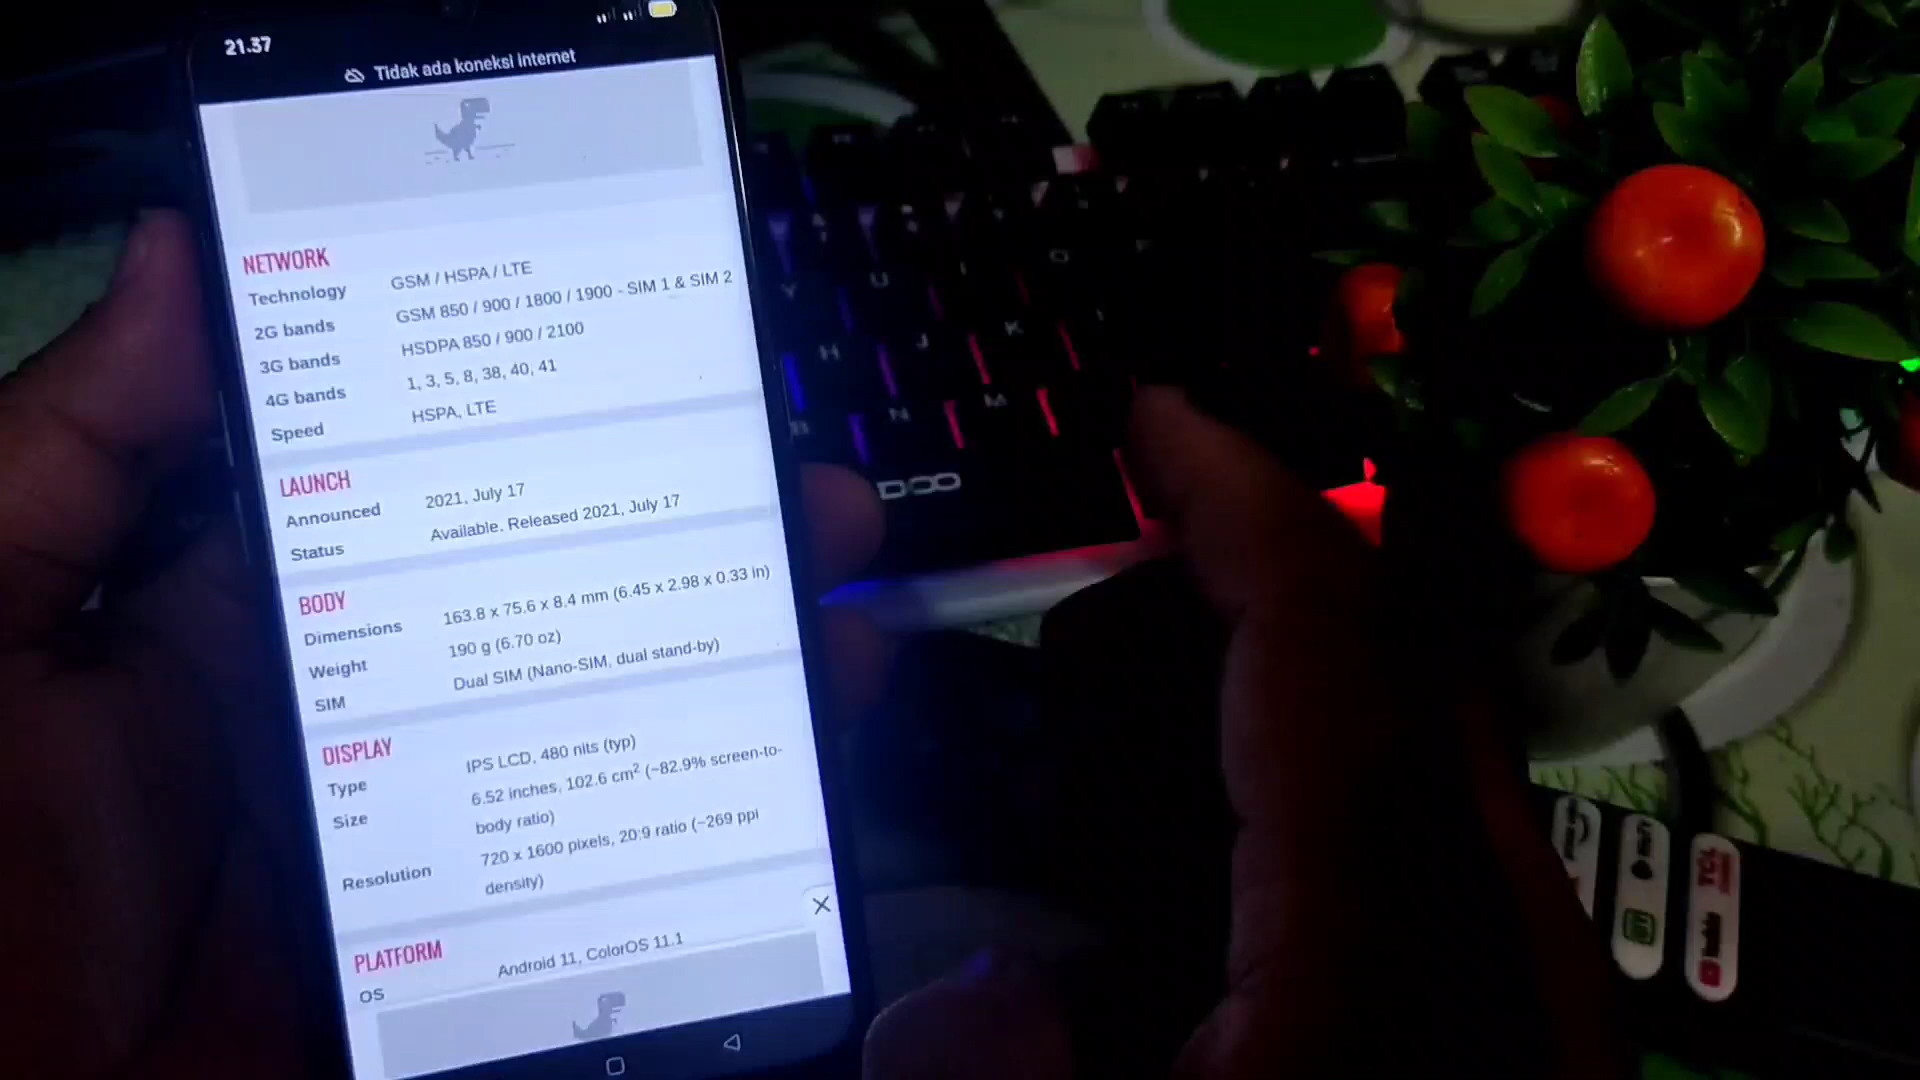 21.37
Tidak ada koneksi internet
NETWORK
Technology GSM / HSPA / LTE
2G bands GSM 850 / 900 / 1800 / 1900 - SIM 1 & SIM 2
3G bands HSDPA 850 / 900 / 2100
4G bands 1, 3, 5, 8, 38, 40, 41
Speed HSPA, LTE
LAUNCH
Announced 2021, July 17
Status Available. Released 2021, July 17
BODY
Dimensions 163.8 x 75.6 x 8.4 mm (6.45 x 2.98 x 0.33 in)
Weight 190 g (6.70 oz)
SIM Dual SIM (Nano-SIM, dual stand-by)
DISPLAY
Type IPS LCD, 480 nits (typ)
Size 6.52 inches, 102.6 cm² (~82.9% screen-to-
body ratio)
Resolution 720 x 1600 pixels, 20:9 ratio (~269 ppi
density)
PLATFORM
OS Android 11, ColorOS 11.1
Y U I O P
H J K
B N M
TCL